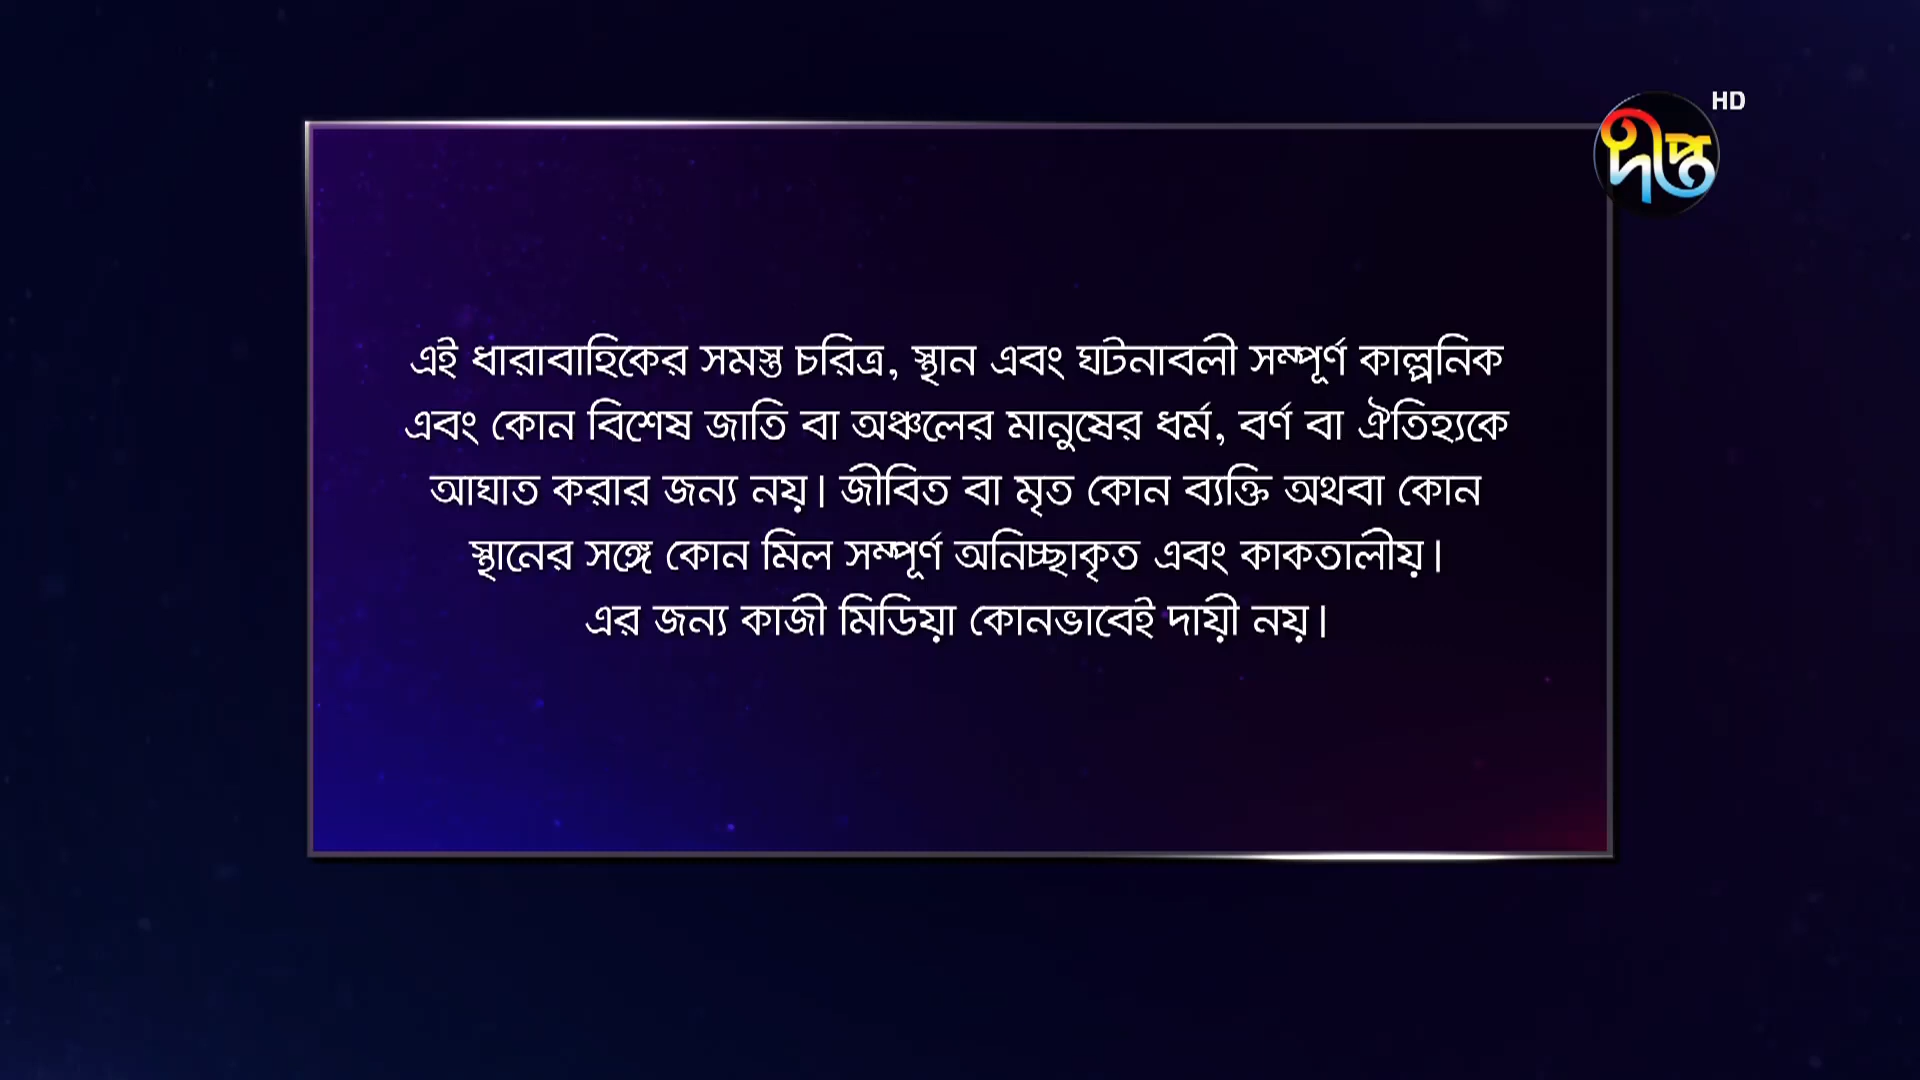 HD
দীপ্ত
এই ধারাবাহিকের সমস্ত চরিত্র, স্থান এবং ঘটনাবলী সম্পূর্ণ কাল্পনিক
এবং কোন বিশেষ জাতি বা অঞ্চলের মানুষের ধর্ম, বর্ণ বা ঐতিহ্যকে
আঘাত করার জন্য নয়। জীবিত বা মৃত কোন ব্যক্তি অথবা কোন
স্থানের সঙ্গে কোন মিল সম্পূর্ণ অনিচ্ছাকৃত এবং কাকতালীয়।
এর জন্য কাজী মিডিয়া কোনভাবেই দায়ী নয়।